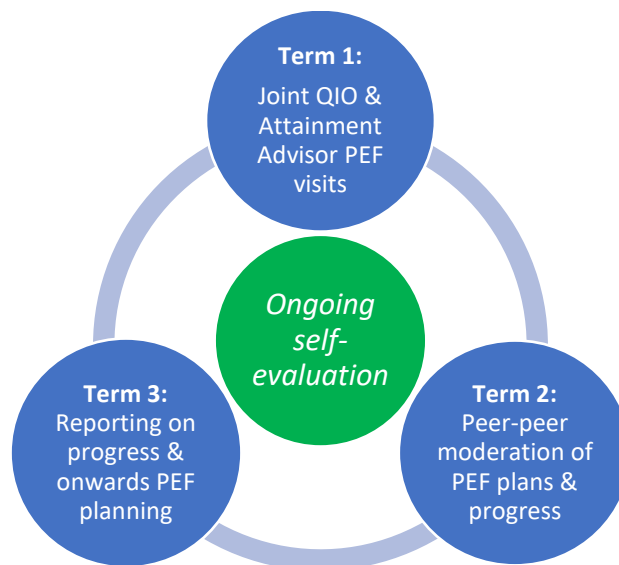 Term 1:
Joint QIO &
Attainment
Advisor PEF
visits
Ongoing
self-
evaluation
Term 3:
Reporting on
progress &
onwards PEF
planning
Term 2:
Peer-peer
moderation of
PEF plans &
progress